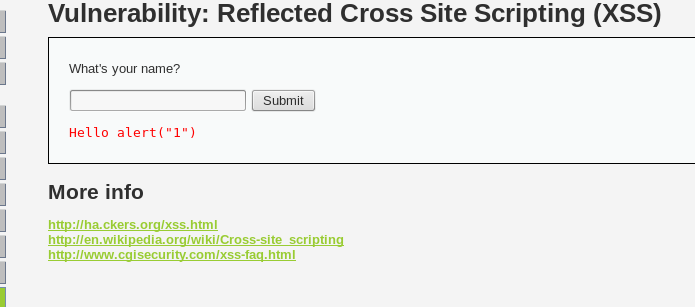 Vulnerability: Reflected Cross Site Scripting (XSS)
What's your name?
Submit
Hello alert("1")
More info
http://ha.ckers.org/xss.html
http://en.wikipedia.org/wiki/Cross-site_scripting
http://www.cgisecurity.com/xss-faq.html